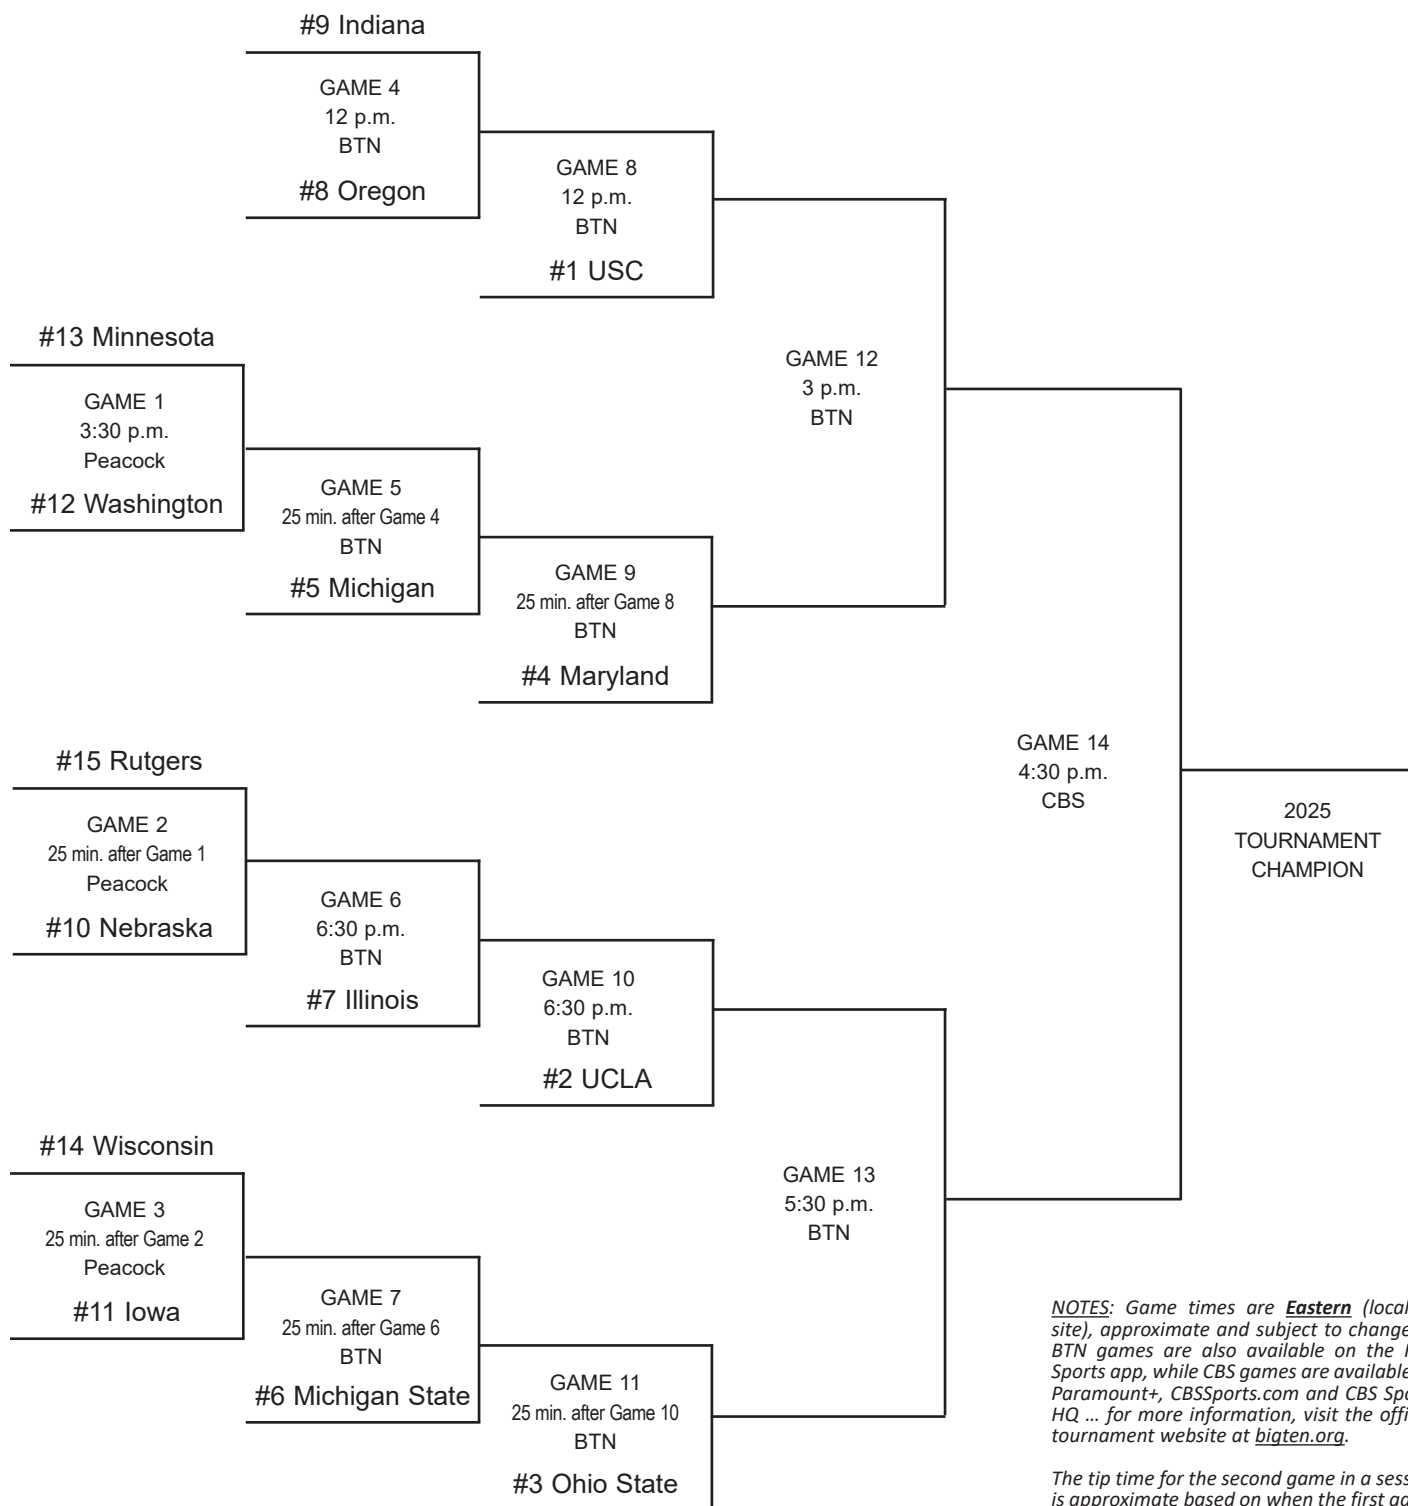 #9 Indiana
GAME 4
12 p.m.
BTN
#8 Oregon
GAME 8
12 p.m.
BTN
#1 USC
#13 Minnesota
GAME 1
3:30 p.m.
Peacock
#12 Washington
GAME 5
25 min. after Game 4
BTN
#5 Michigan
GAME 9
25 min. after Game 8
BTN
#4 Maryland
GAME 12
3 p.m.
BTN
#15 Rutgers
GAME 2
25 min. after Game 1
Peacock
#10 Nebraska
GAME 6
6:30 p.m.
BTN
#7 Illinois
GAME 10
6:30 p.m.
BTN
#2 UCLA
#14 Wisconsin
GAME 3
25 min. after Game 2
Peacock
#11 Iowa
GAME 7
25 min. after Game 6
BTN
#6 Michigan State
GAME 11
25 min. after Game 10
BTN
#3 Ohio State
GAME 13
5:30 p.m.
BTN
GAME 14
4:30 p.m.
CBS
2025
TOURNAMENT
CHAMPION
NOTES: Game times are Eastern (local
site), approximate and subject to change
BTN games are also available on the
Sports app, while CBS games are available
Paramount+, CBSSports.com and CBS
HQ ... for more information, visit the
tournament website at bigten.org.
The tip time for the second game in a
is approximate based on when the first